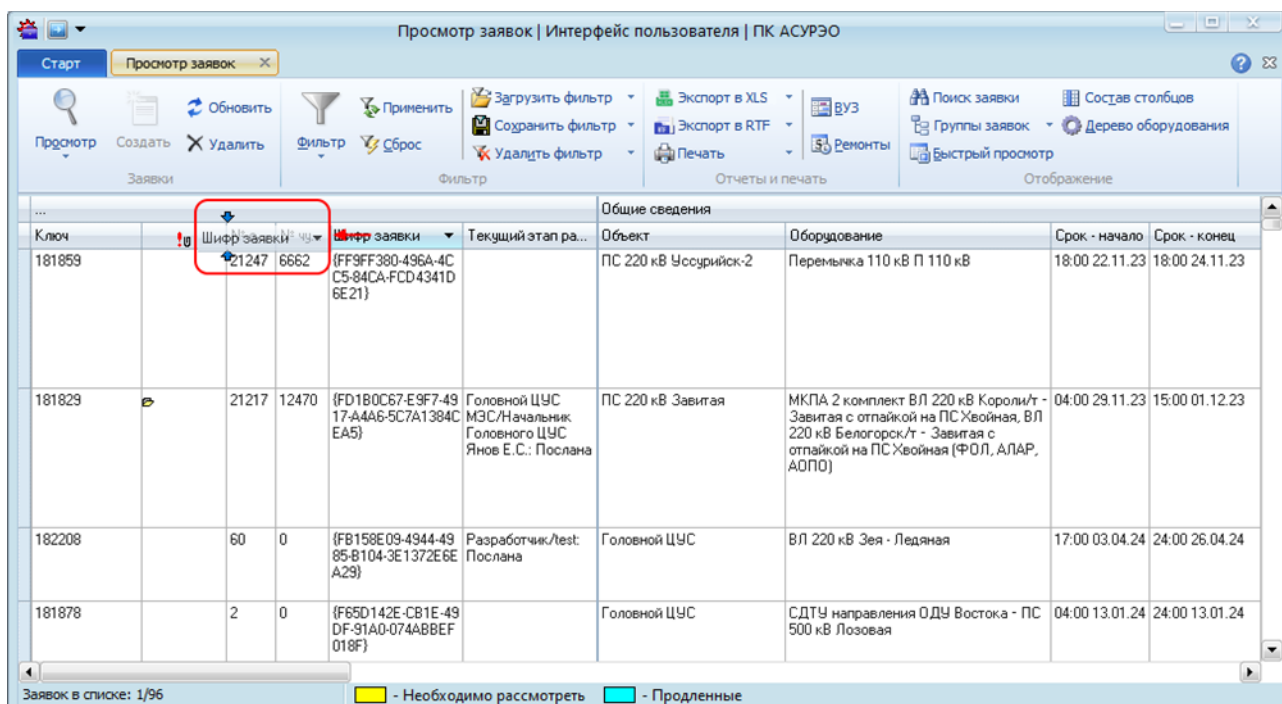 Просмотр заявок | Интерфейс пользователя | ПК АСУРЭО
Старт
Просмотр заявок
Просмотр
Создать
Обновить
Удалить
Заявки
Фильтр
Применить
Сброс
Загрузить фильтр
Сохранить фильтр
Удалить фильтр
Фильтр
Экспорт в XLS
Экспорт в RTF
Печать
ВУЗ
Ремонты
Отчеты и печать
Поиск заявки
Группы заявок
Быстрый просмотр
Состав столбцов
Дерево оборудования
Отображение
...
Общие сведения
Ключ
Шифр заявки
№ чу
Шифр заявки
Текущий этап ра...
Объект
Оборудование
Срок - начало
Срок - конец
181859
21247
6662
{FF9FF380-496A-4C
C5-84CA-FCD4341D
6E21}
ПС 220 кВ Уссурийск-2
Перемычка 110 кВ П 110 кВ
18:00 22.11.23
18:00 24.11.23
181829
21217
12470
{FD1B0C67-E9F7-49
17-A4A6-5C7A1384C
EA5}
Головной ЦУС
МЭС/Начальник
Головного ЦУС
Янов Е.С.: Послана
ПС 220 кВ Завитая
МКПА 2 комплект ВЛ 220 кВ Короли/т -
Завитая с отпайкой на ПС Хвойная, ВЛ
220 кВ Белогорск/т - Завитая с
отпайкой на ПС Хвойная (ФОЛ, АЛАР,
АОПО)
04:00 29.11.23
15:00 01.12.23
182208
60
0
{FB158E09-4944-49
85-B104-3E1372E6E
A29}
Разработчик/test:
Послана
Головной ЦУС
ВЛ 220 кВ Зея - Ледяная
17:00 03.04.24
24:00 26.04.24
181878
2
0
{F65D142E-CB1E-49
DF-91A0-074ABBEF
018F}
Головной ЦУС
СДТУ направления ОДУ Востока - ПС
500 кВ Лозовая
04:00 13.01.24
24:00 13.01.24
Заявок в списке: 1/96
- Необходимо рассмотреть
- Продленные